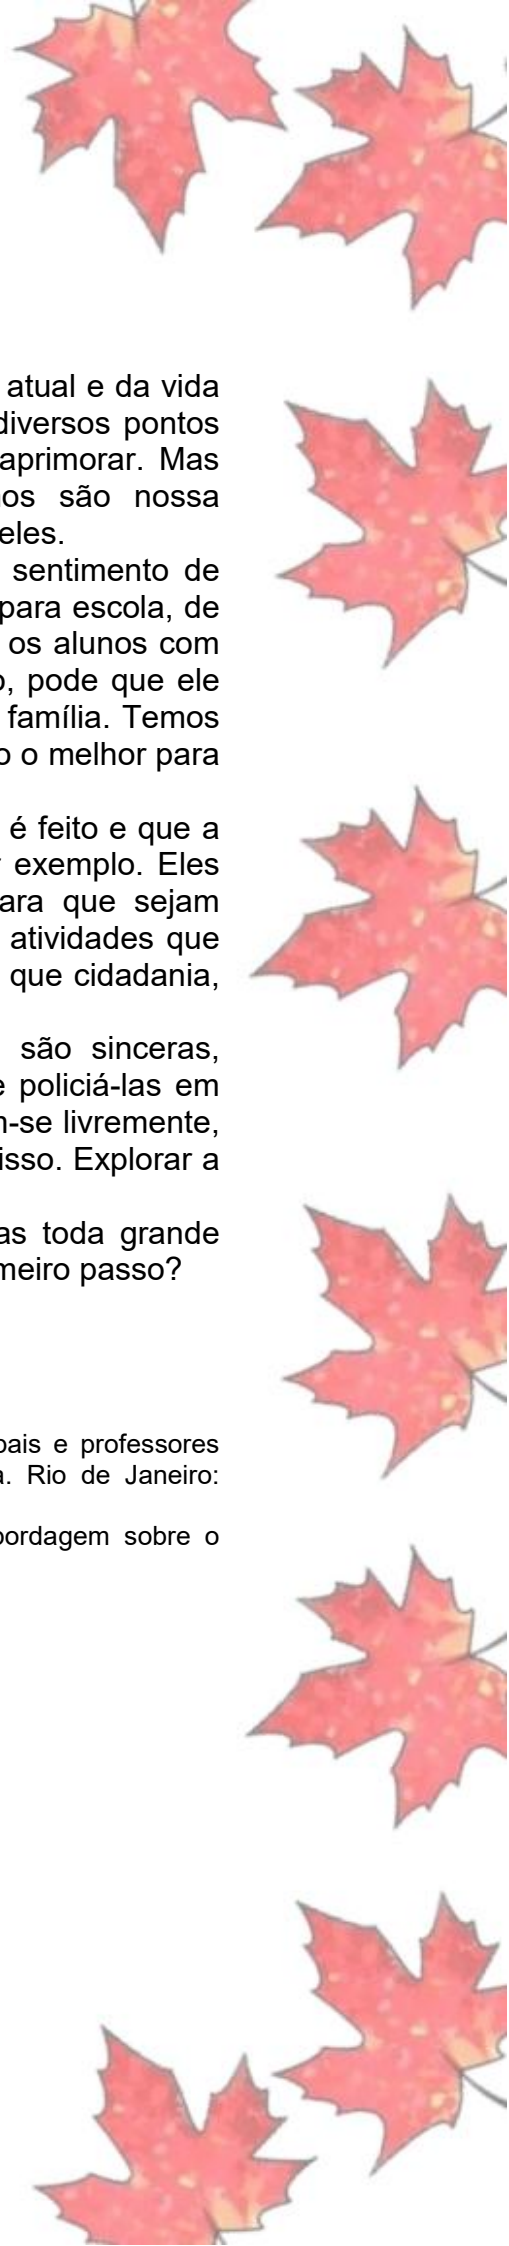 atual e da vida
diversos pontos
aprimorar. Mas
os são nossa
eles.
sentimento de
para escola, de
os alunos com
o, pode que ele
família. Temos
o o melhor para
é feito e que a
exemplo. Eles
ara que sejam
atividades que
que cidadania,
são sinceras,
e policiá-las em
-se livremente,
isso. Explorar a
as toda grande
meiro passo?
pais e professores
a. Rio de Janeiro:
bordagem sobre o